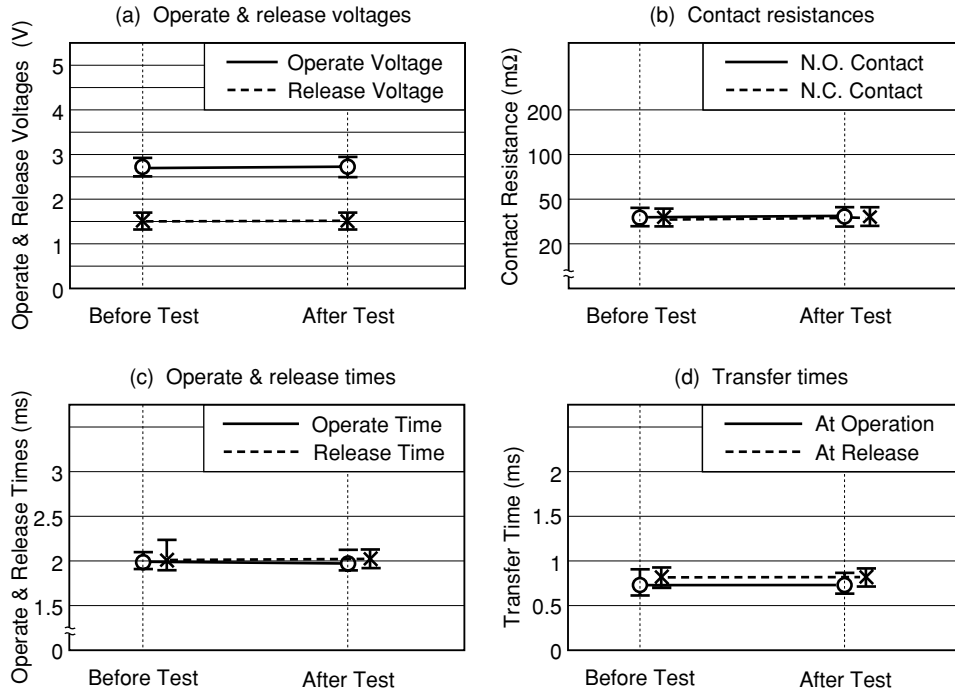 (a) Operate & release voltages
Operate & Release Voltages (V)
5
4
3
2
1
0
Operate Voltage
Release Voltage
Before Test
After Test
(b) Contact resistances
Contact Resistance (mΩ)
200
100
50
20
N.O. Contact
N.C. Contact
Before Test
After Test
(c) Operate & release times
Operate & Release Times (ms)
3
2.5
2
1.5
0
Operate Time
Release Time
Before Test
After Test
(d) Transfer times
Transfer Time (ms)
2
1.5
1
0.5
0
At Operation
At Release
Before Test
After Test